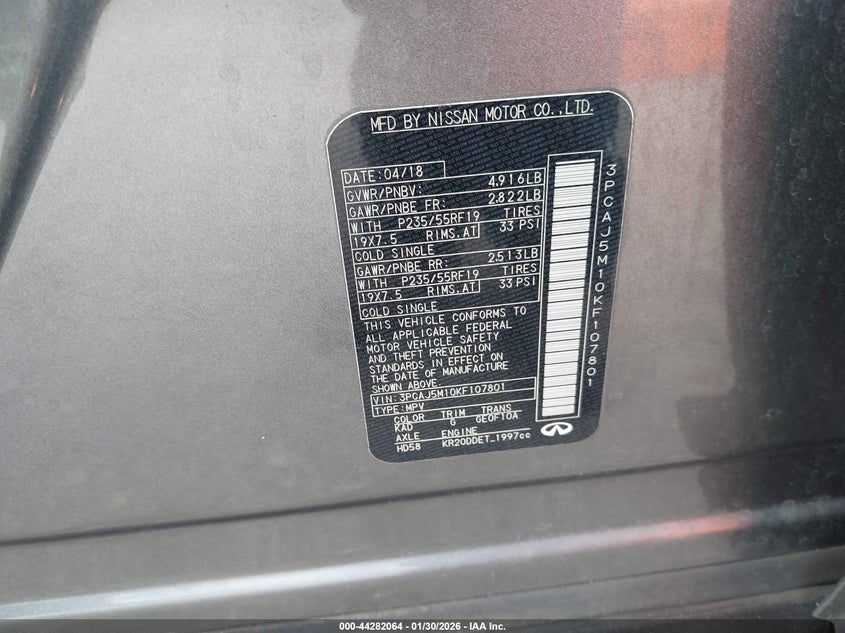 MFD BY NISSAN MOTOR CO.,LTD.
DATE:04/18
GVWR/PNBV: 4,916LB
GAWR/PNBE FR: 2,822LB
WITH P235/55RF19 TIRES
19X7.5 RIMS,AT 33 PSI
COLD SINGLE
GAWR/PNBE RR: 2,513LB
WITH P235/55RF19 TIRES
19X7.5 RIMS,AT 33 PSI
COLD SINGLE
THIS VEHICLE CONFORMS TO
ALL APPLICABLE FEDERAL
MOTOR VEHICLE SAFETY
AND THEFT PREVENTION
STANDARDS IN EFFECT ON
THE DATE OF MANUFACTURE
SHOWN ABOVE.
VIN: 3PCAJ5M10KF107801
TYPE:MPV
COLOR TRIM TRANS
KAD G GE0F10A
AXLE ENGINE
HD58 KR20DDET_1997cc
3PCAJ5M10KF107801
000-44282064 - 01/30/2026 - IAA Inc.